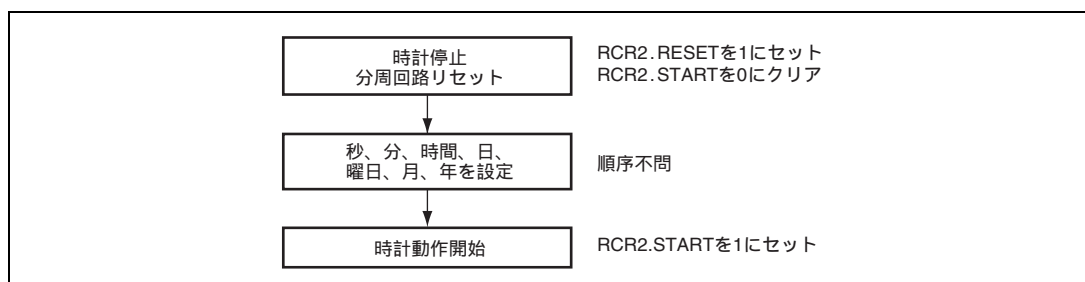 時計停止
分周回路リセット
RCR2.RESETを1にセット
RCR2.STARTを0にクリア
秒、分、時間、日、
曜日、月、年を設定
順序不問
時計動作開始
RCR2.STARTを1にセット